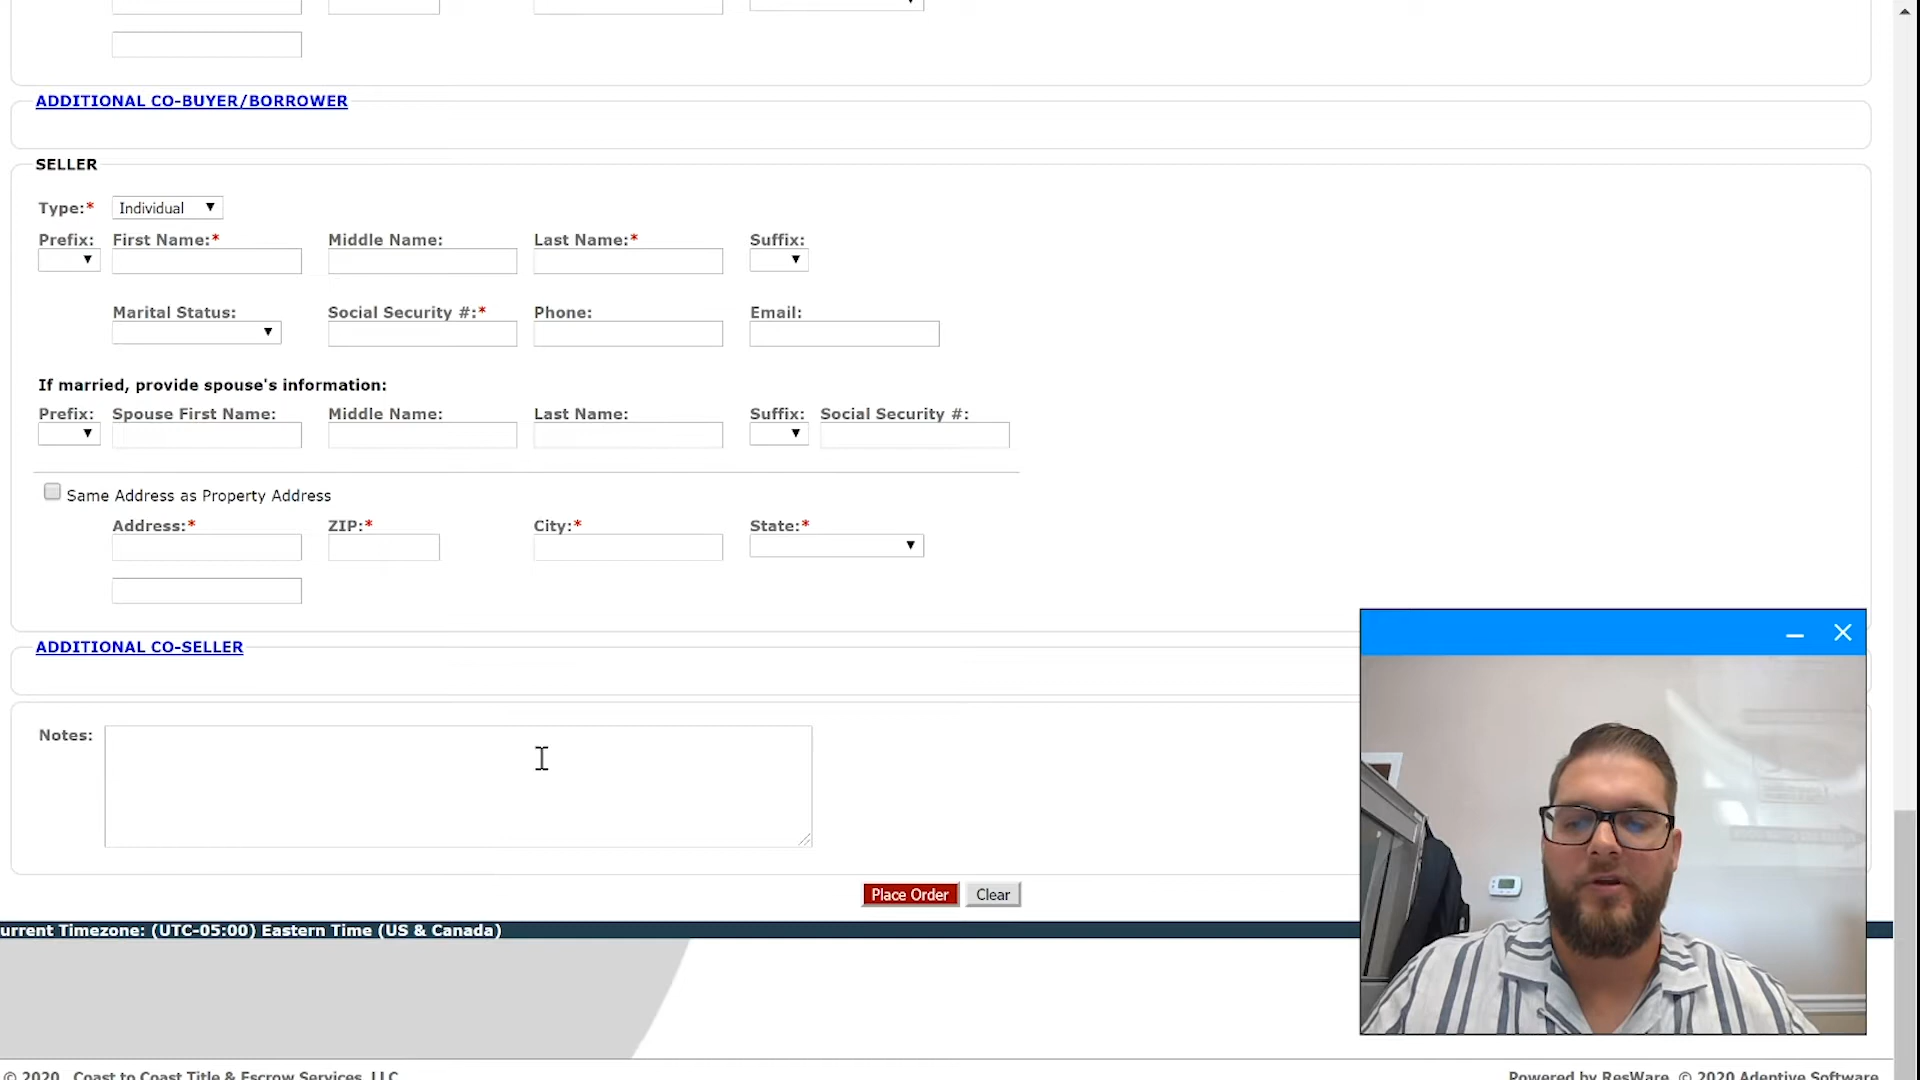 ADDITIONAL CO-BUYER/BORROWER
SELLER
Type:* Individual
Prefix: First Name:* Middle Name: Last Name:* Suffix:
Marital Status: Social Security #:* Phone: Email:
If married, provide spouse's information:
Prefix: Spouse First Name: Middle Name: Last Name: Suffix: Social Security #:
Same Address as Property Address
Address:* ZIP:* City:* State:*
ADDITIONAL CO-SELLER
Notes:
Place Order Clear
urrent Timezone: (UTC-05:00) Eastern Time (US & Canada)
© 2020 Coast to Coast Title & Escrow Services, LLC
Powered by ResWare © 2020 Adeptive Software